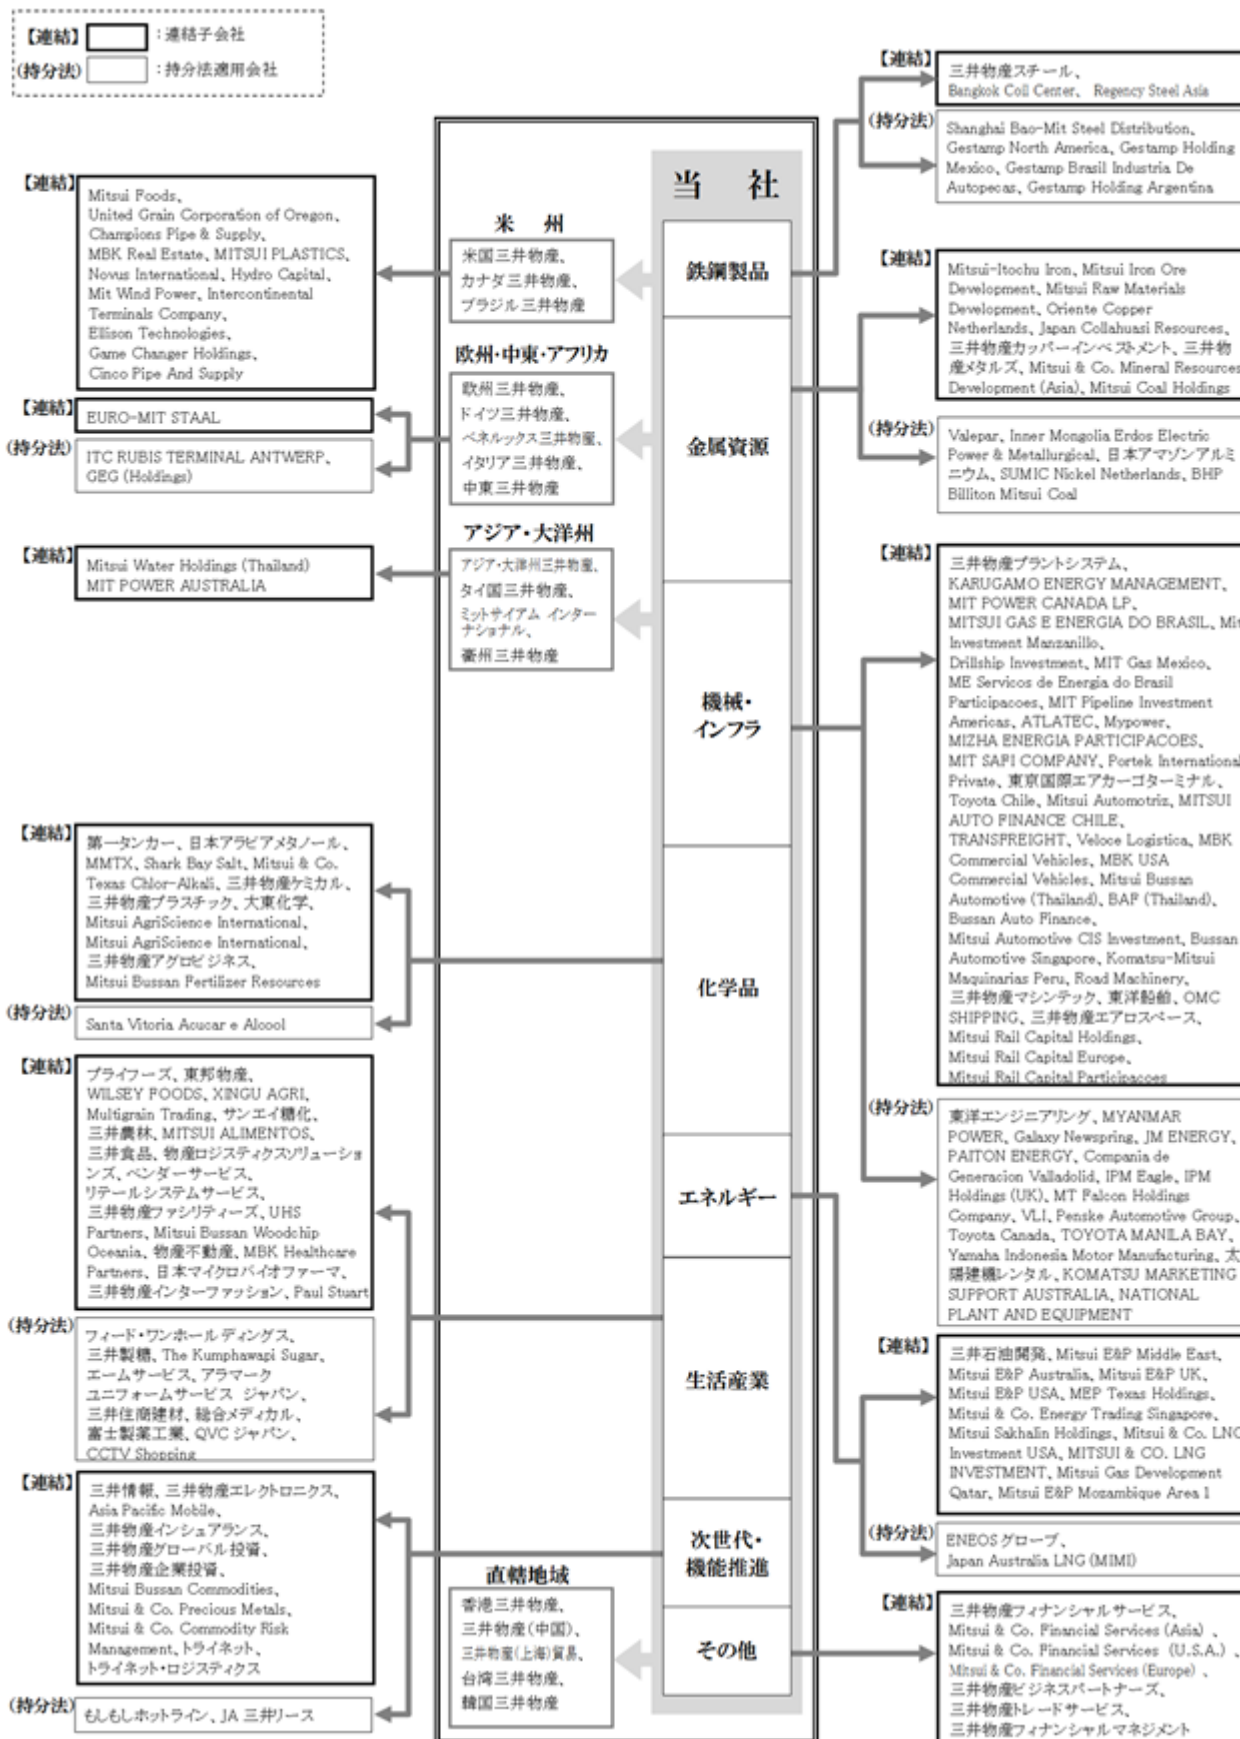 【連結】 :連結子会社
(持分法) :持分法適用会社
当 社
鉄鋼製品
金属資源
機械・
インフラ
化学品
エネルギー
生活産業
次世代・
機能推進
その他
米 州
米国三井物産、
カナダ三井物産、
ブラジル三井物産
欧州・中東・アフリカ
欧州三井物産、
ドイツ三井物産、
ベネルックス三井物産、
イタリア三井物産、
中東三井物産
アジア・大洋州
アジア・大洋州三井物産、
タイ国三井物産、
ミットサイアム インター
ナショナル、
豪州三井物産
直轄地域
香港三井物産、
三井物産(中国)、
三井物産(上海)貿易、
台湾三井物産、
韓国三井物産
【連結】
Mitsui Foods、
United Grain Corporation of Oregon、
Champions Pipe & Supply、
MBK Real Estate、MITSUI PLASTICS、
Novus International、Hydro Capital、
Mit Wind Power、Intercontinental
Terminals Company、
Ellison Technologies、
Game Changer Holdings、
Cinco Pipe And Supply
【連結】
EURO-MIT STAAL
(持分法)
ITC RUBIS TERMINAL ANTWERP、
GEG (Holdings)
【連結】
Mitsui Water Holdings (Thailand)
MIT POWER AUSTRALIA
【連結】
第一タンカー、日本アラビアメタノール、
MMTX、Shark Bay Salt、Mitsui & Co.
Texas Chlor-Alkali、三井物産ケミカル、
三井物産プラスチック、大東化学、
Mitsui AgriScience International、
Mitsui AgriScience International、
三井物産アグロビジネス、
Mitsui Bussan Fertilizer Resources
(持分法)
Santa Vitoria Acucar e Alcool
【連結】
プライフーズ、東邦物産、
WILSEY FOODS、XINGU AGRI、
Multigrain Trading、サンエイ糖化、
三井農林、MITSUI ALIMENTOS、
三井食品、物産ロジスティクスソリューショ
ンズ、ベンダーサービス、
リテールシステムサービス、
三井物産ファシリティーズ、UHS
Partners、Mitsui Bussan Woodchip
Oceania、物産不動産、MBK Healthcare
Partners、日本マイクロバイオファーマ、
三井物産インターファッション、Paul Stuart
(持分法)
フィード・ワンホールディングス、
三井製糖、The Kumphawapi Sugar、
エームサービス、アラマーク
ユニフォームサービス ジャパン、
三井住商建材、総合メディカル、
富士製薬工業、QVCジャパン、
CCTV Shopping
【連結】
三井情報、三井物産エレクトロニクス、
Asia Pacific Mobile、
三井物産インシュアランス、
三井物産グローバル投資、
三井物産企業投資、
Mitsui Bussan Commodities、
Mitsui & Co. Precious Metals、
Mitsui & Co. Commodity Risk
Management、トライネット、
トライネット・ロジスティクス
(持分法)
もしもしホットライン、JA 三井リース
【連結】
三井物産スチール、
Bangkok Coil Center、 Regency Steel Asia
(持分法)
Shanghai Bao-Mit Steel Distribution、
Gestamp North America、Gestamp Holding
Mexico、Gestamp Brasil Industria De
Autopecas、Gestamp Holding Argentina
【連結】
Mitsui-Itochu Iron、Mitsui Iron Ore
Development、Mitsui Raw Materials
Development、Oriente Copper
Netherlands、Japan Collahuasi Resources、
三井物産カッパーインベストメント、三井物
産メタルズ、Mitsui & Co. Mineral Resources
Development (Asia)、Mitsui Coal Holdings
(持分法)
Valepar、Inner Mongolia Erdos Electric
Power & Metallurgical、日本アマゾンアルミ
ニウム、SUMIC Nickel Netherlands、BHP
Billiton Mitsui Coal
【連結】
三井物産プラントシステム、
KARUGAMO ENERGY MANAGEMENT、
MIT POWER CANADA LP、
MITSUI GAS E ENERGIA DO BRASIL、Mit
Investment Manzanillo、
Drillship Investment、MIT Gas Mexico、
ME Servicos de Energia do Brasil
Participacoes、MIT Pipeline Investment
Americas、ATLATEC、Mypower、
MIZHA ENERGIA PARTICIPACOES、
MIT SAFI COMPANY、Portek International
Private、東京国際エアカーゴターミナル、
Toyota Chile、Mitsui Automotriz、MITSUI
AUTO FINANCE CHILE、
TRANSFREIGHT、Veloce Logistica、MBK
Commercial Vehicles、MBK USA
Commercial Vehicles、Mitsui Bussan
Automotive (Thailand)、BAF (Thailand)、
Bussan Auto Finance、
Mitsui Automotive CIS Investment、Bussan
Automotive Singapore、Komatsu-Mitsui
Maquinarias Peru、Road Machinery、
三井物産マシンテック、東洋船舶、OMC
SHIPPING、三井物産エアロスペース、
Mitsui Rail Capital Holdings、
Mitsui Rail Capital Europe、
Mitsui Rail Capital Participacoes
(持分法)
東洋エンジニアリング、MYANMAR
POWER、Galaxy Newspring、JM ENERGY、
PAITON ENERGY、Compania de
Generacion Valladolid、IPM Eagle、IPM
Holdings (UK)、MT Falcon Holdings
Company、VLI、Penske Automotive Group、
Toyota Canada、TOYOTA MANILA BAY、
Yamaha Indonesia Motor Manufacturing、太
陽建機レンタル、KOMATSU MARKETING
SUPPORT AUSTRALIA、NATIONAL
PLANT AND EQUIPMENT
【連結】
三井石油開発、Mitsui E&P Middle East、
Mitsui E&P Australia、Mitsui E&P UK、
Mitsui E&P USA、MEP Texas Holdings、
Mitsui & Co. Energy Trading Singapore、
Mitsui Sakhalin Holdings、Mitsui & Co. LNG
Investment USA、MITSUI & CO. LNG
INVESTMENT、Mitsui Gas Development
Qatar、Mitsui E&P Mozambique Area 1
(持分法)
ENEOSグローブ、
Japan Australia LNG (MIMI)
【連結】
三井物産フィナンシャルサービス、
Mitsui & Co. Financial Services (Asia) 、
Mitsui & Co. Financial Services (U.S.A.) 、
Mitsui & Co. Financial Services (Europe) 、
三井物産ビジネスパートナーズ、
三井物産トレードサービス、
三井物産フィナンシャルマネジメント